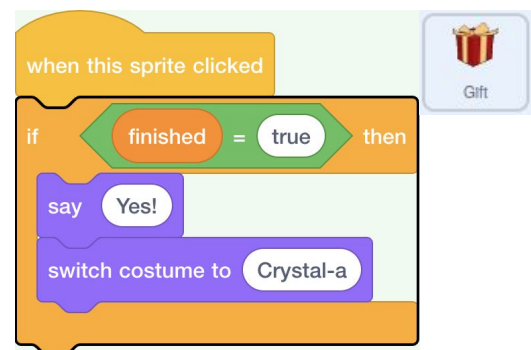 when this sprite clicked
Gift
if finished = true then
say Yes!
switch costume to Crystal-a